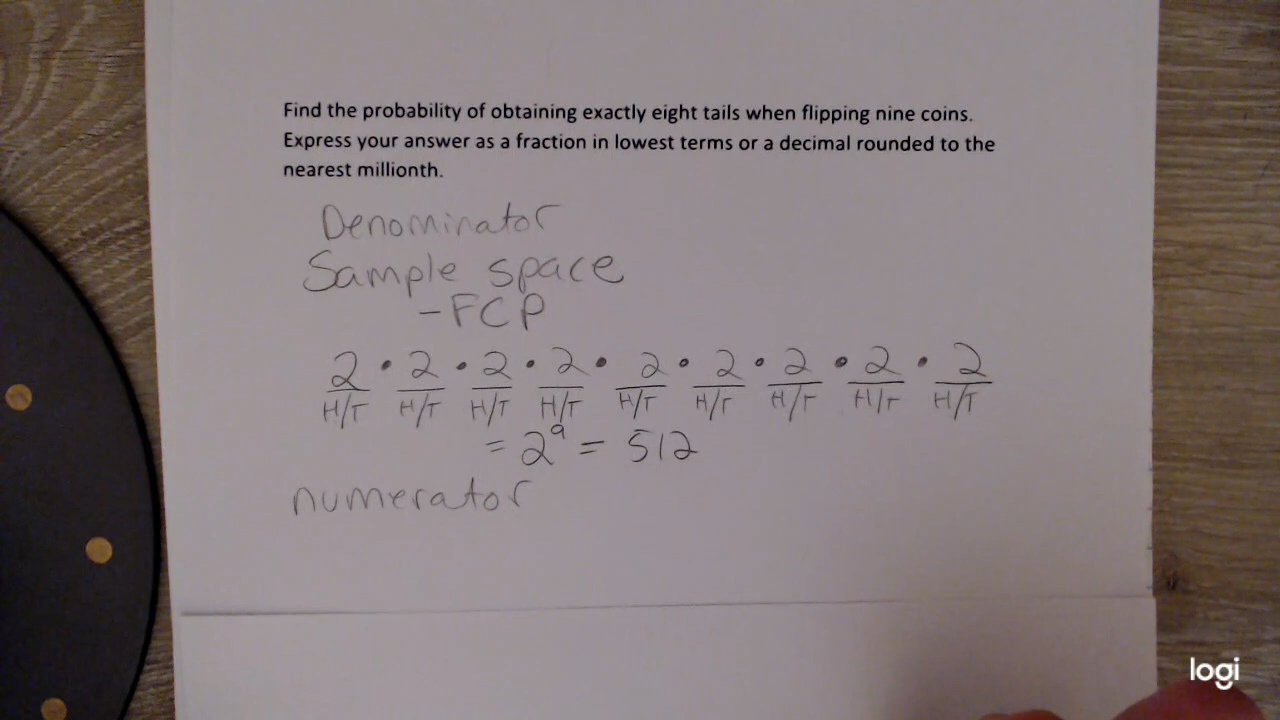 Find the probability of obtaining exactly eight tails when flipping nine coins.
Express your answer as a fraction in lowest terms or a decimal rounded to the
nearest millionth.
Denominator
Sample space
- FCP
2 • 2 • 2 • 2 • 2 • 2 • 2 • 2 • 2
H/T H/T H/T H/T H/T H/T H/T H/T H/T
= 2⁹ = 512
numerator
logi